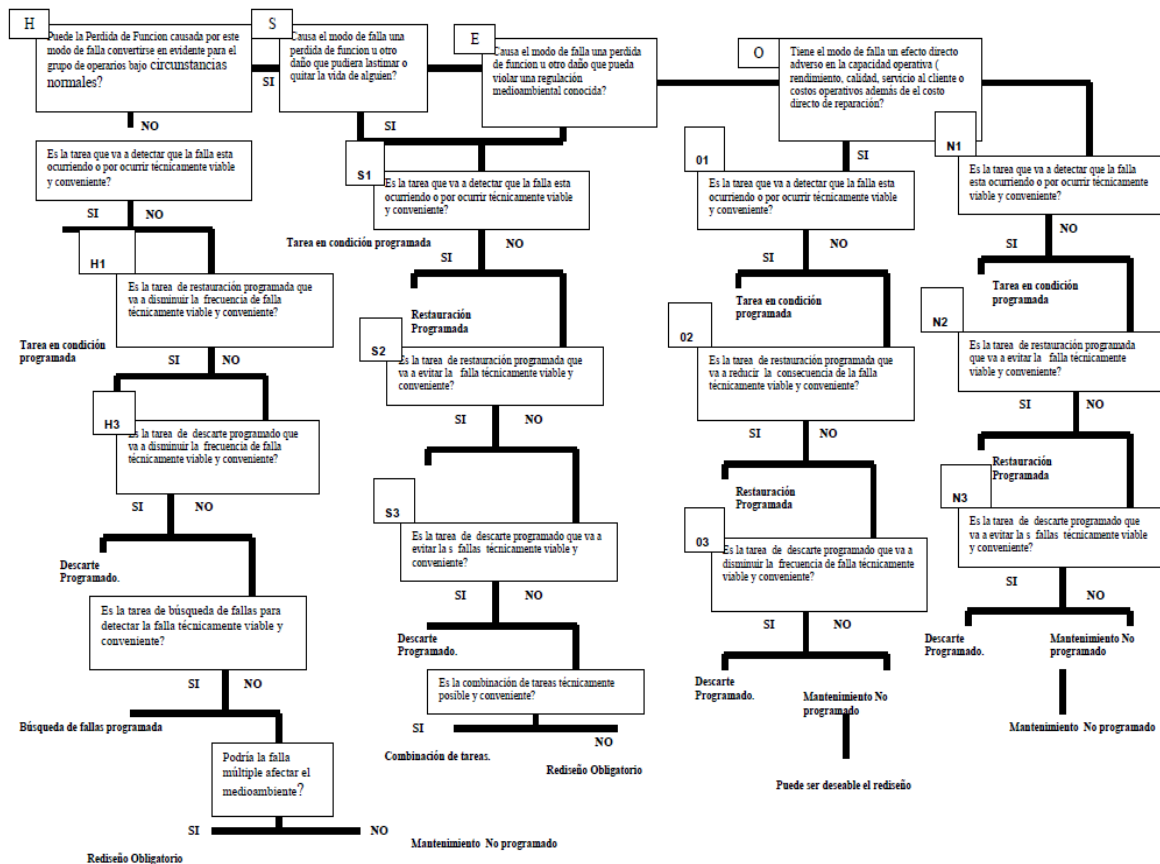 H
Puede la Perdida de Funcion causada por este
modo de falla convertirse en evidente para el
grupo de operarios bajo circunstancias
normales?
SI
NO
S
Causa el modo de falla una
perdida de funcion u otro
daño que pudiera lastimar o
quitar la vida de alguien?
SI
E
Causa el modo de falla una perdida
de funcion u otro daño que pueda
violar una regulación
medioambiental conocida?
O
Tiene el modo de falla un efecto directo
adverso en la capacidad operativa (
rendimiento, calidad, servicio al cliente o
costos operativos además de el costo
directo de reparación?
SI
Es la tarea que va a detectar que la falla esta
ocurriendo o por ocurrir técnicamente viable
y conveniente?
SI
NO
H1
Tarea en condición
programada
Es la tarea de restauración programada que
va a disminuir la frecuencia de falla
técnicamente viable y conveniente?
SI
NO
H3
Es la tarea de descarte programado que
va a disminuir la frecuencia de falla
técnicamente viable y conveniente?
SI
NO
Descarte
Programado.
Es la tarea de búsqueda de fallas para
detectar la falla técnicamente viable y
conveniente?
SI
NO
Búsqueda de fallas programada
Podría la falla
múltiple afectar el
medioambiente?
SI
NO
Rediseño Obligatorio
Mantenimiento No programado
S1
Es la tarea que va a detectar que la falla esta
ocurriendo o por ocurrir técnicamente viable
y conveniente?
Tarea en condición programada
SI
NO
Restauración
Programada
S2
Es la tarea de restauración programada que
va a evitar la falla técnicamente viable y
conveniente?
SI
NO
S3
Es la tarea de descarte programado que va a
evitar la s fallas técnicamente viable y
conveniente?
SI
NO
Descarte
Programado.
Es la combinación de tareas técnicamente
posible y conveniente?
SI
NO
Combinación de tareas.
Rediseño Obligatorio
01
Es la tarea que va a detectar que la falla esta
ocurriendo o por ocurrir técnicamente viable
y conveniente?
SI
NO
Tarea en condición
programada
02
Es la tarea de restauración programada que
va a reducir la consecuencia de la falla
técnicamente viable y conveniente?
SI
NO
Restauración
Programada
03
Es la tarea de descarte programado que va a
disminuir la frecuencia de falla técnicamente
viable y conveniente?
SI
NO
Descarte
Programado.
Mantenimiento No
programado
Puede ser deseable el rediseño
N1
Es la tarea que va a detectar que la falla
esta ocurriendo o por ocurrir técnicamente
viable y conveniente?
SI
NO
Tarea en condición
programada
N2
Es la tarea de restauración programada
que va a evitar la falla técnicamente
viable y conveniente?
SI
NO
Restauración
Programada
N3
Es la tarea de descarte programado que
va a evitar la s fallas técnicamente viable
y conveniente?
SI
NO
Descarte
Programado.
Mantenimiento No
programado
Mantenimiento No programado